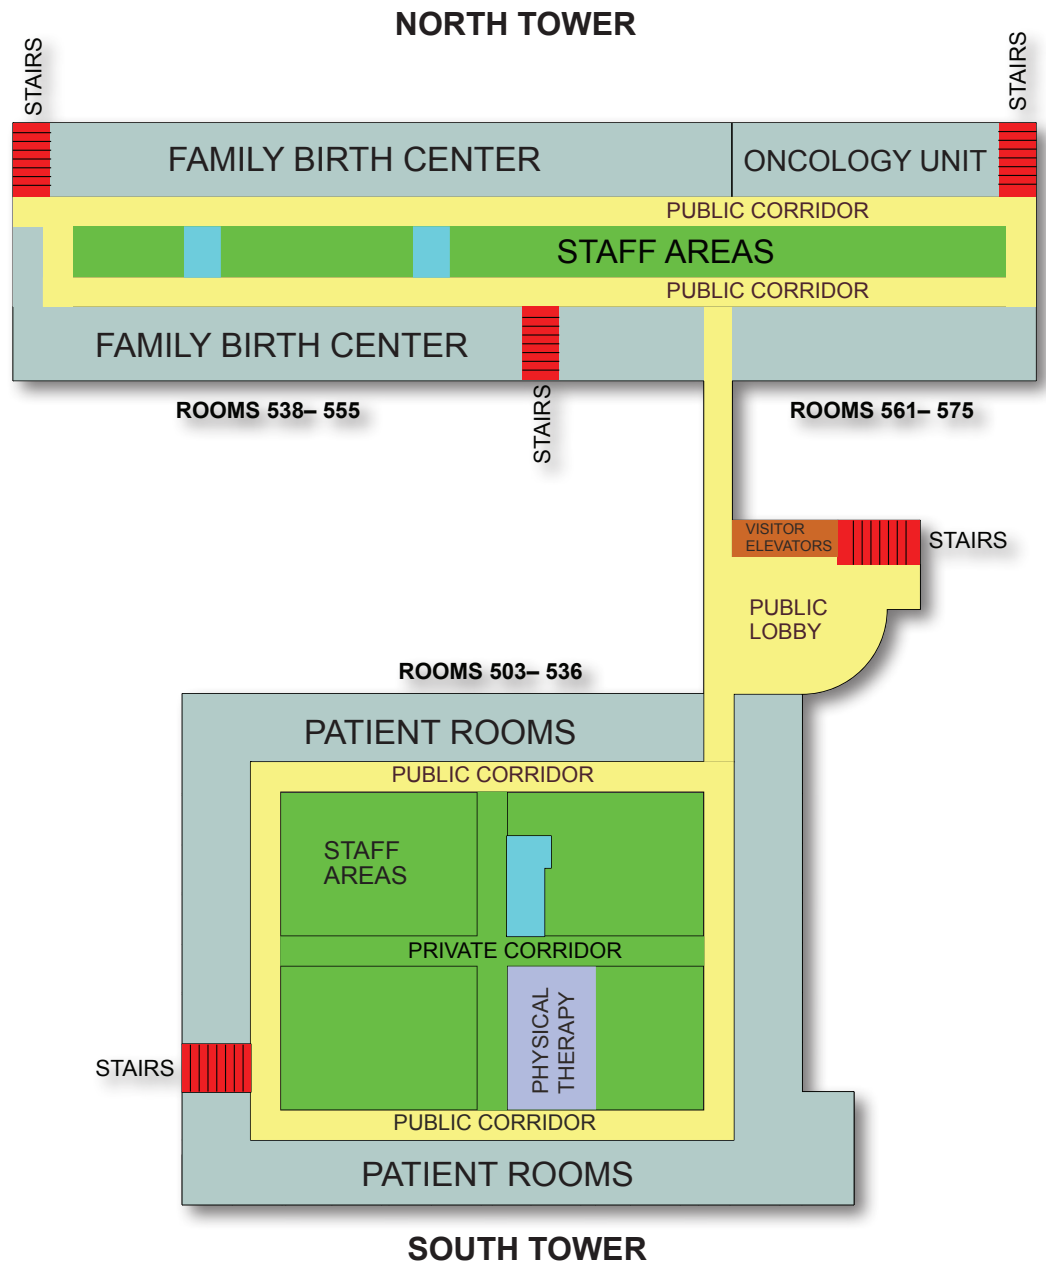 NORTH TOWER
STAIRS
STAIRS
FAMILY BIRTH CENTER
ONCOLOGY UNIT
PUBLIC CORRIDOR
STAFF AREAS
PUBLIC CORRIDOR
FAMILY BIRTH CENTER
STAIRS
ROOMS 538– 555
ROOMS 561– 575
VISITOR
ELEVATORS
STAIRS
PUBLIC
LOBBY
ROOMS 503– 536
PATIENT ROOMS
PUBLIC CORRIDOR
STAFF
AREAS
PRIVATE CORRIDOR
PHYSICAL
THERAPY
STAIRS
PUBLIC CORRIDOR
PATIENT ROOMS
SOUTH TOWER